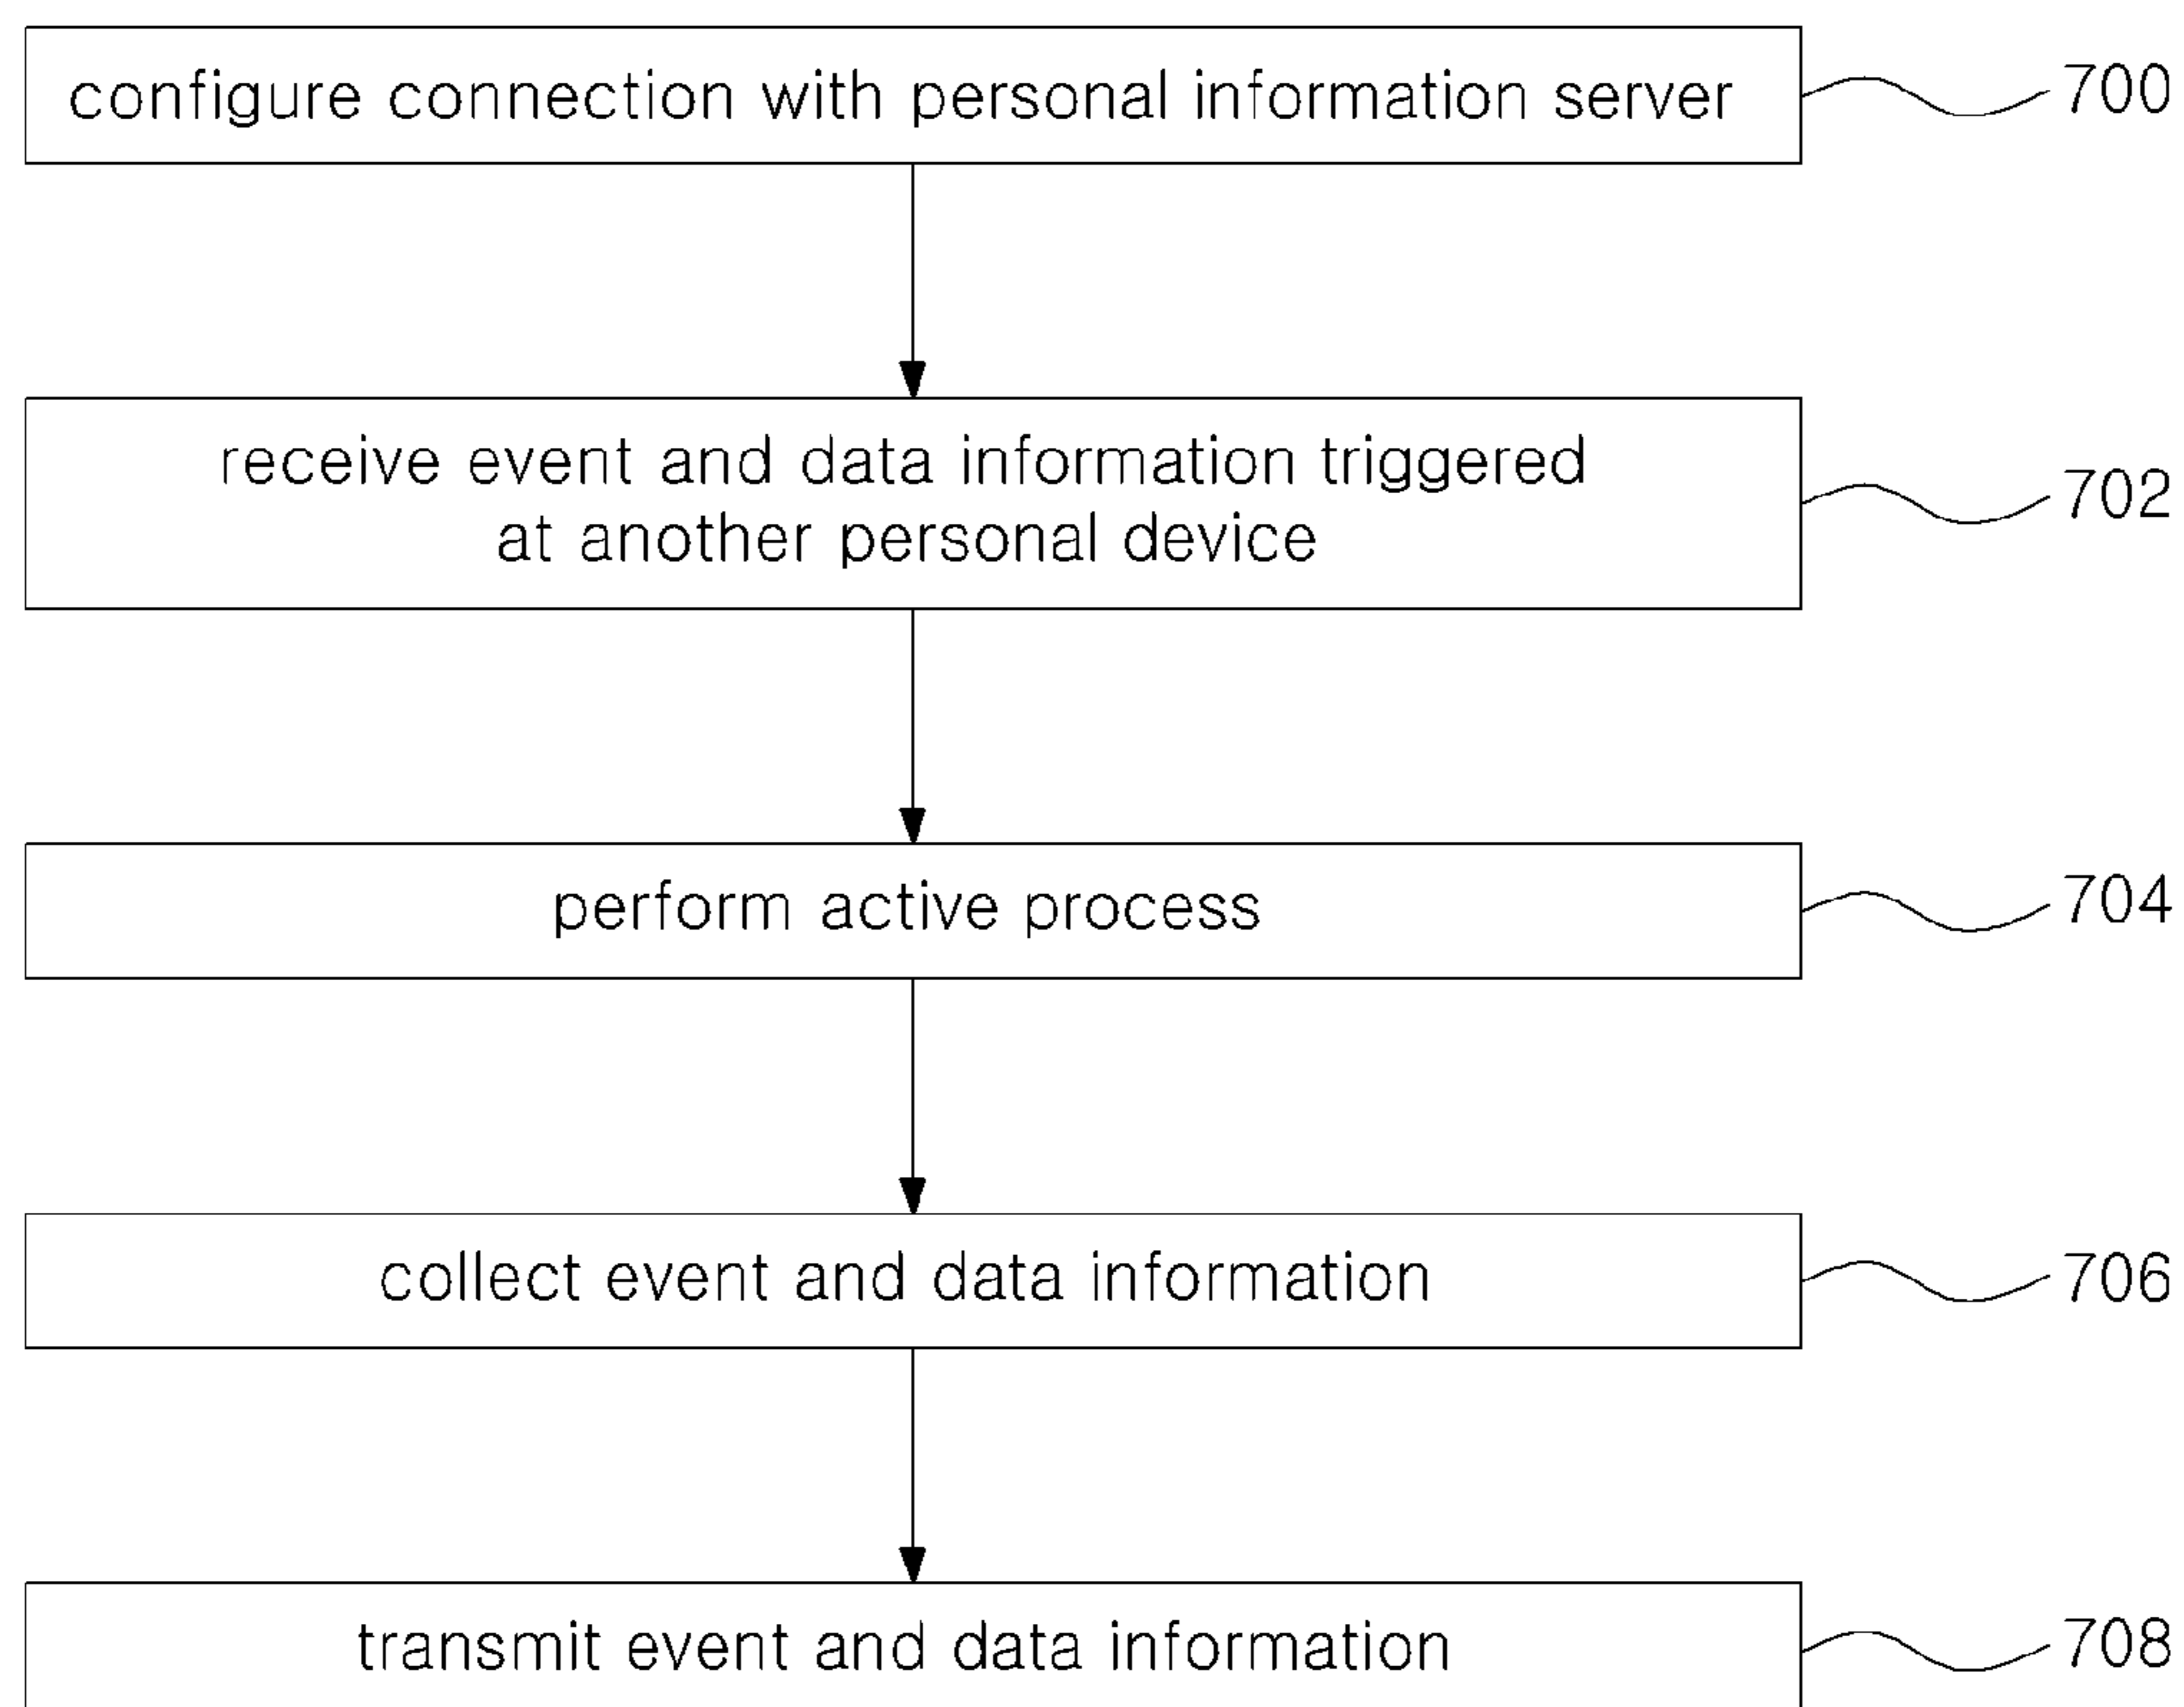 configure connection with personal information server
700
receive event and data information triggered
at another personal device
702
perform active process
704
collect event and data information
706
transmit event and data information
708